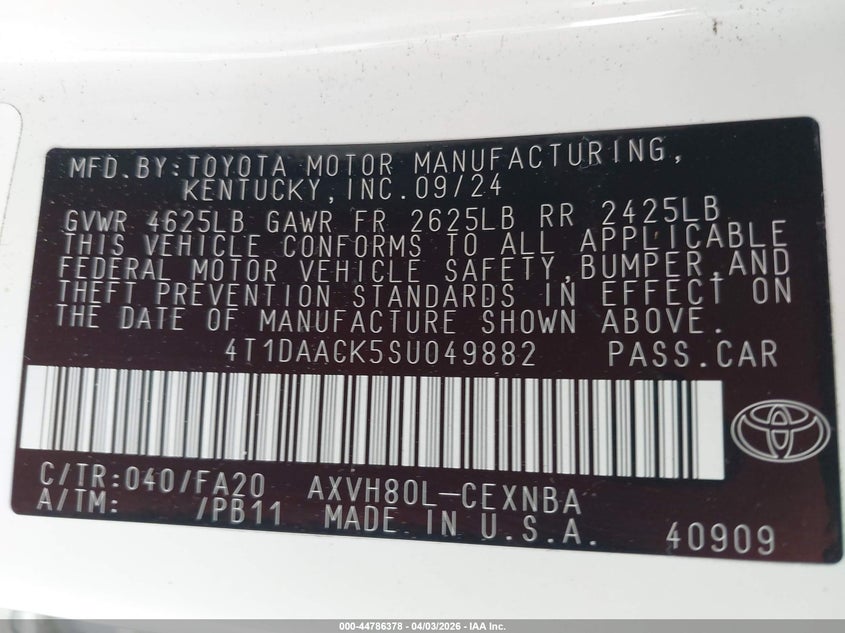 MFD.BY:TOYOTA MOTOR MANUFACTURING,
KENTUCKY,INC.09/24
GVWR 4625LB GAWR FR 2625LB RR 2425LB
THIS VEHICLE CONFORMS TO ALL APPLICABLE
FEDERAL MOTOR VEHICLE SAFETY,BUMPER,AND
THEFT PREVENTION STANDARDS IN EFFECT ON
THE DATE OF MANUFACTURE SHOWN ABOVE.
4T1DAACK5SU049882 PASS.CAR
C/TR:040/FA20 AXVH80L-CEXNBA
A/TM: /PB11 MADE IN U.S.A.
40909
000-44786378 - 04/03/2026 - IAA Inc.